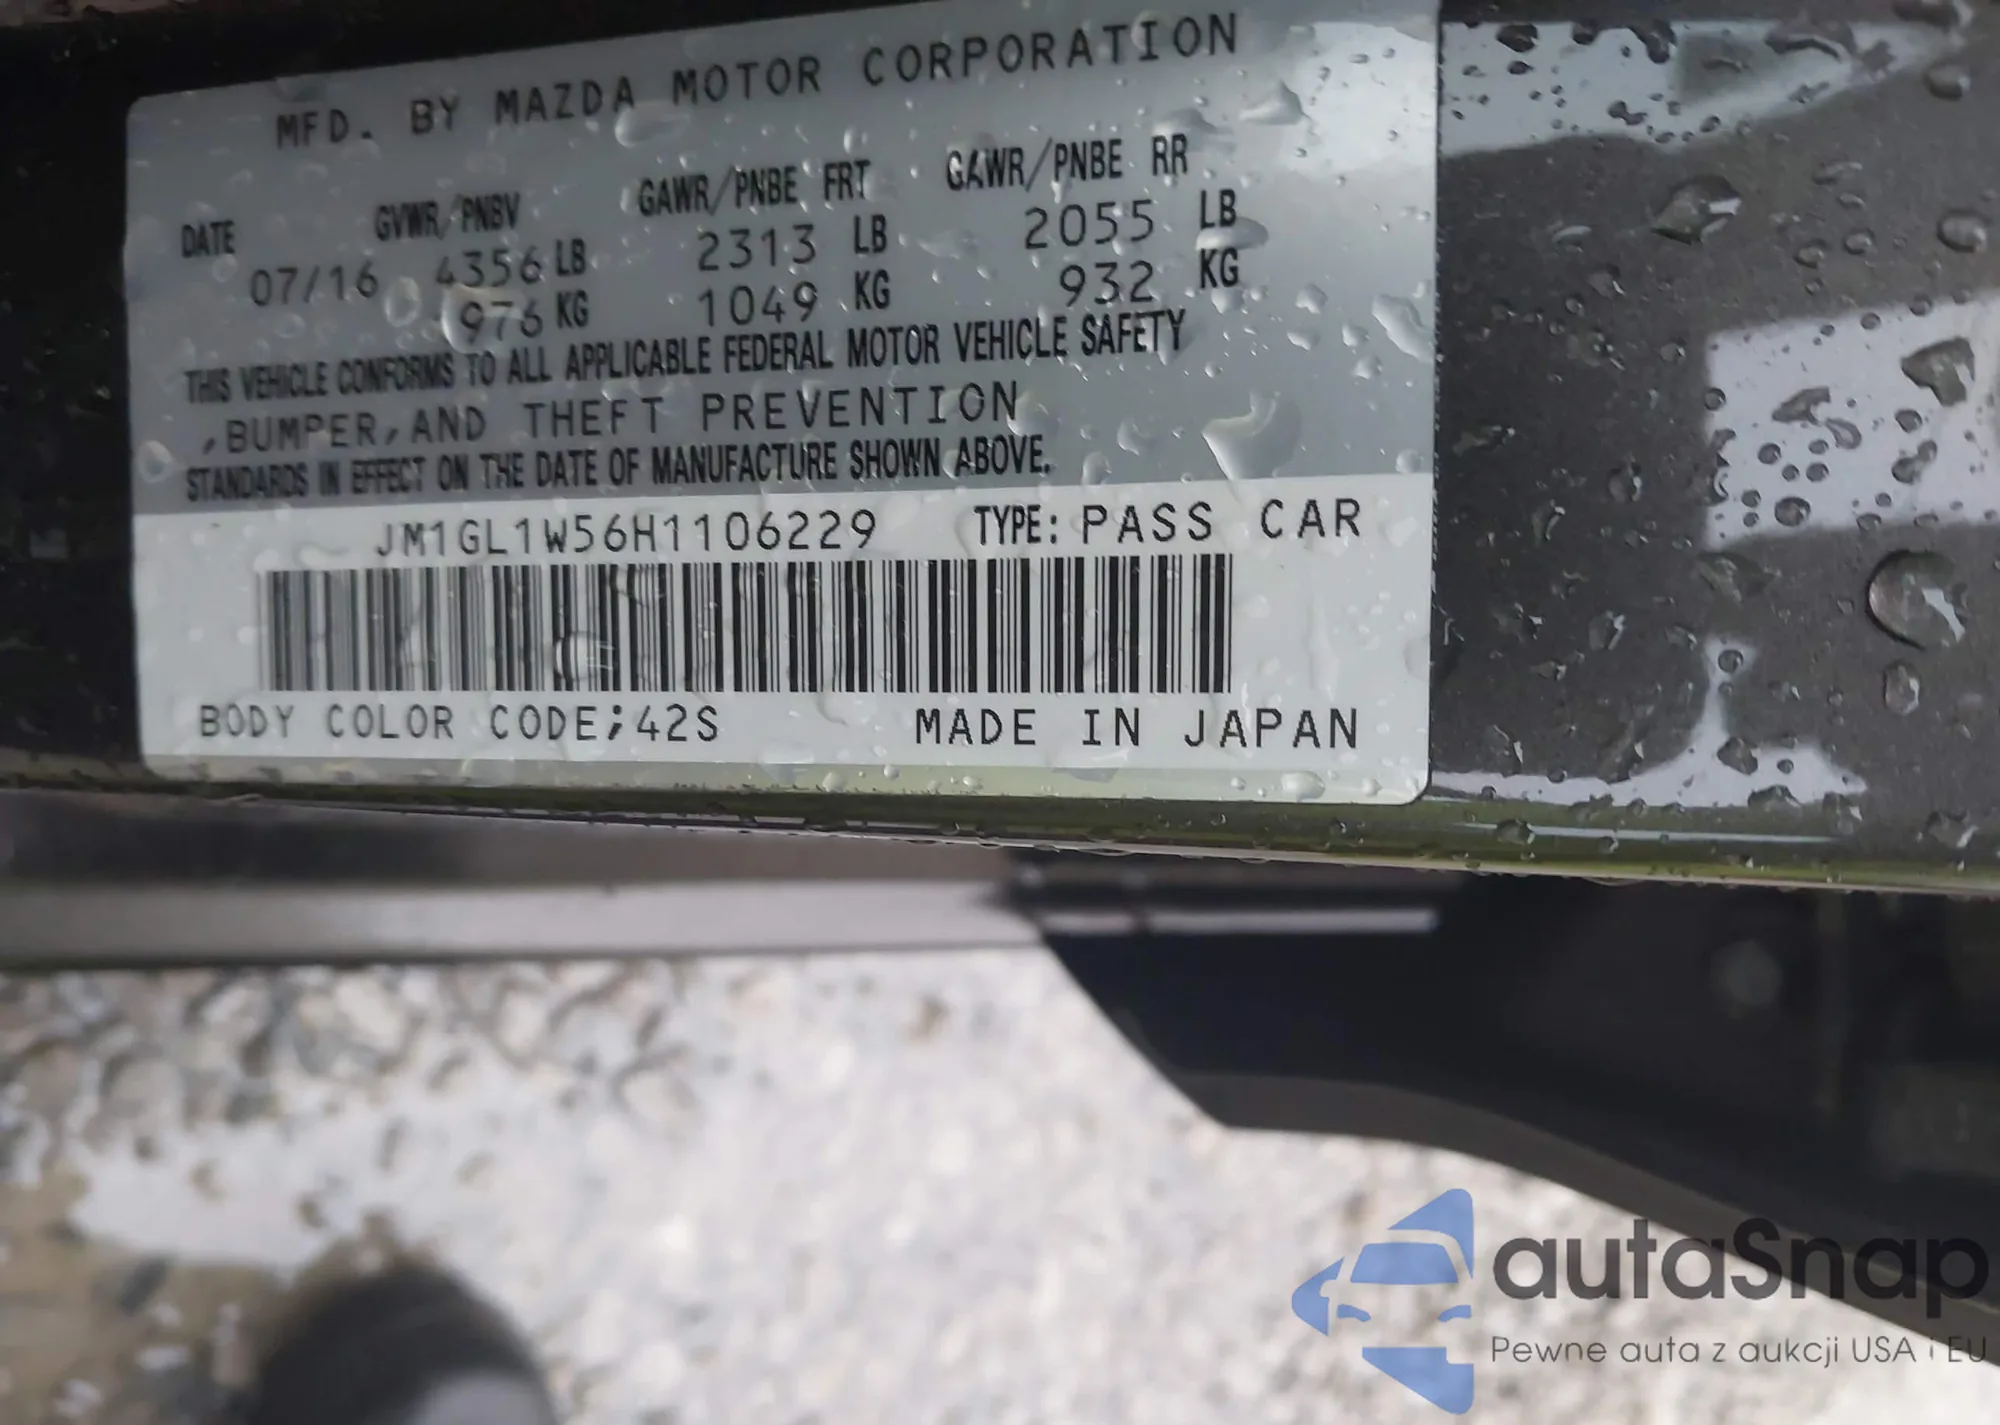 MFD. BY MAZDA MOTOR CORPORATION
DATE GVWR/PNBV GAWR/PNBE FRT GAWR/PNBE RR
07/16 4356 LB 2313 LB 2055 LB
976 KG 1049 KG 932 KG
THIS VEHICLE CONFORMS TO ALL APPLICABLE FEDERAL MOTOR VEHICLE SAFETY
,BUMPER,AND THEFT PREVENTION
STANDARDS IN EFFECT ON THE DATE OF MANUFACTURE SHOWN ABOVE.
JM1GL1W56H1106229 TYPE: PASS CAR
BODY COLOR CODE;42S MADE IN JAPAN
autaSnap
Pewne auta z aukcji USA i EU